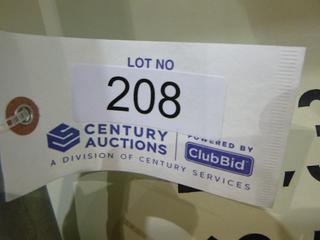 LOT NO
208
CENTURY
AUCTIONS
POWERED BY
ClubBid
A DIVISION OF CENTURY SERVICES